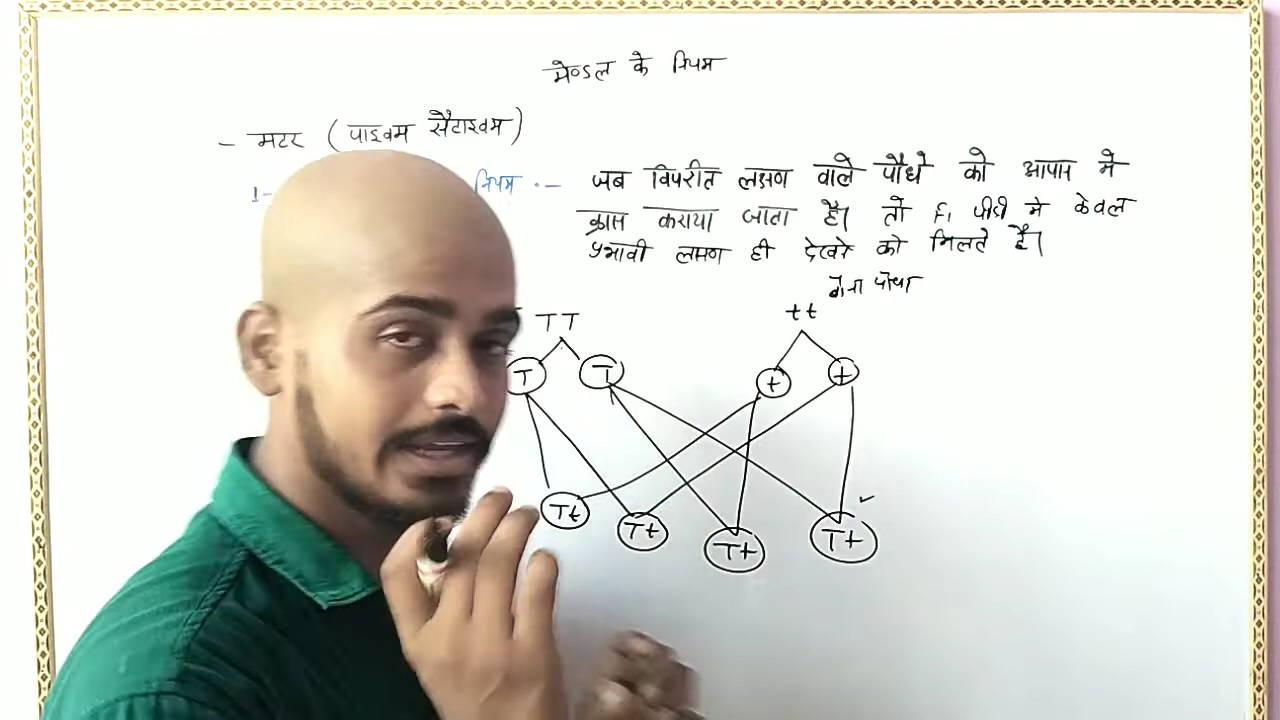 मेण्डल के नियम
- मटर (पाइवम सैटाइवम)
1- नियम :-
जब विपरीत लक्षण वाले पौधे को आपस मे
क्रास कराया जाता है। तो F1 पीढी मे केवल
प्रभावी लक्षण ही देखने को मिलते है।
बौना पौधा
TT tt
T T t t
Tt Tt Tt Tt